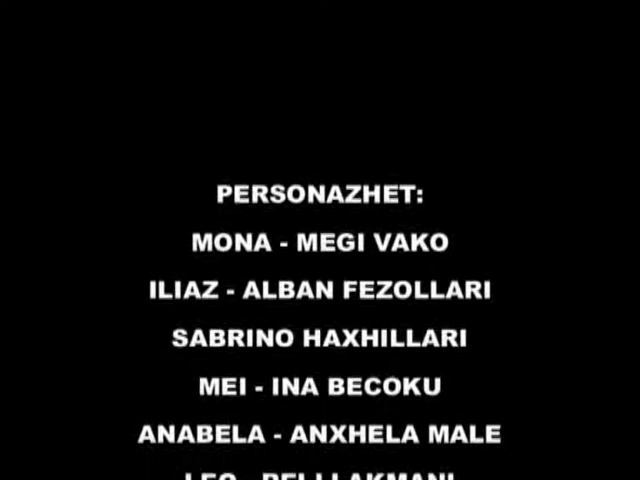 PERSONAZHET:
MONA - MEGI VAKO
ILIAZ - ALBAN FEZOLLARI
SABRINO HAXHILLARI
MEI - INA BECOKU
ANABELA - ANXHELA MALE